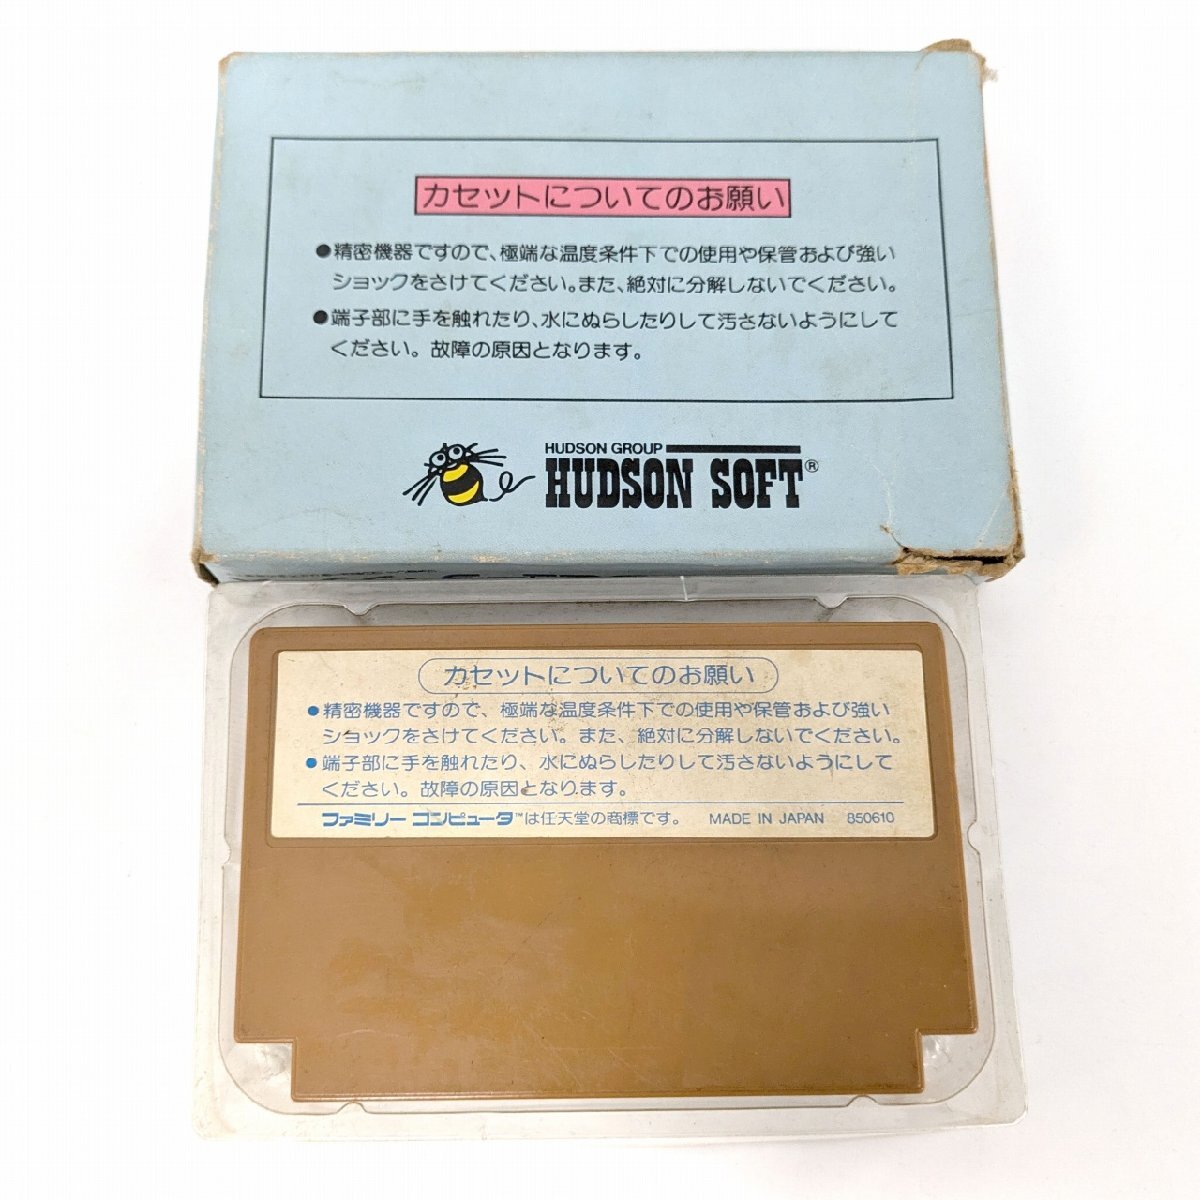 カセットについてのお願い
●精密機器ですので、極端な温度条件下での使用や保管および強い
ショックをさけてください。また、絶対に分解しないでください。
●端子部に手を触れたり、水にぬらしたりして汚さないようにして
ください。故障の原因となります。
HUDSON GROUP
HUDSON SOFT®
カセットについてのお願い
●精密機器ですので、極端な温度条件下での使用や保管および強い
ショックをさけてください。また、絶対に分解しないでください。
●端子部に手を触れたり、水にぬらしたりして汚さないようにして
ください。故障の原因となります。
ファミリー コンピュータ™は任天堂の商標です。 MADE IN JAPAN 850610